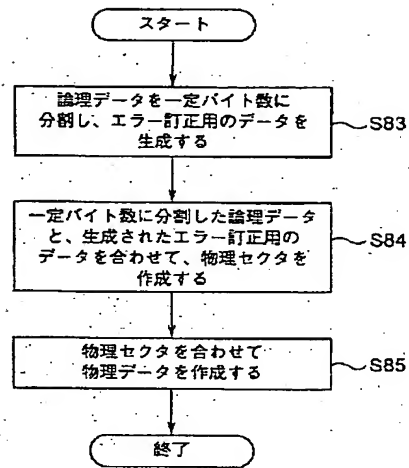 スタート
論理データを一定バイト数に
分割し、エラー訂正用のデータを
生成する
S83
一定バイト数に分割した論理データ
と、生成されたエラー訂正用の
データを合わせて、物理セクタを
作成する
S84
物理セクタを合わせて
物理データを作成する
S85
終了